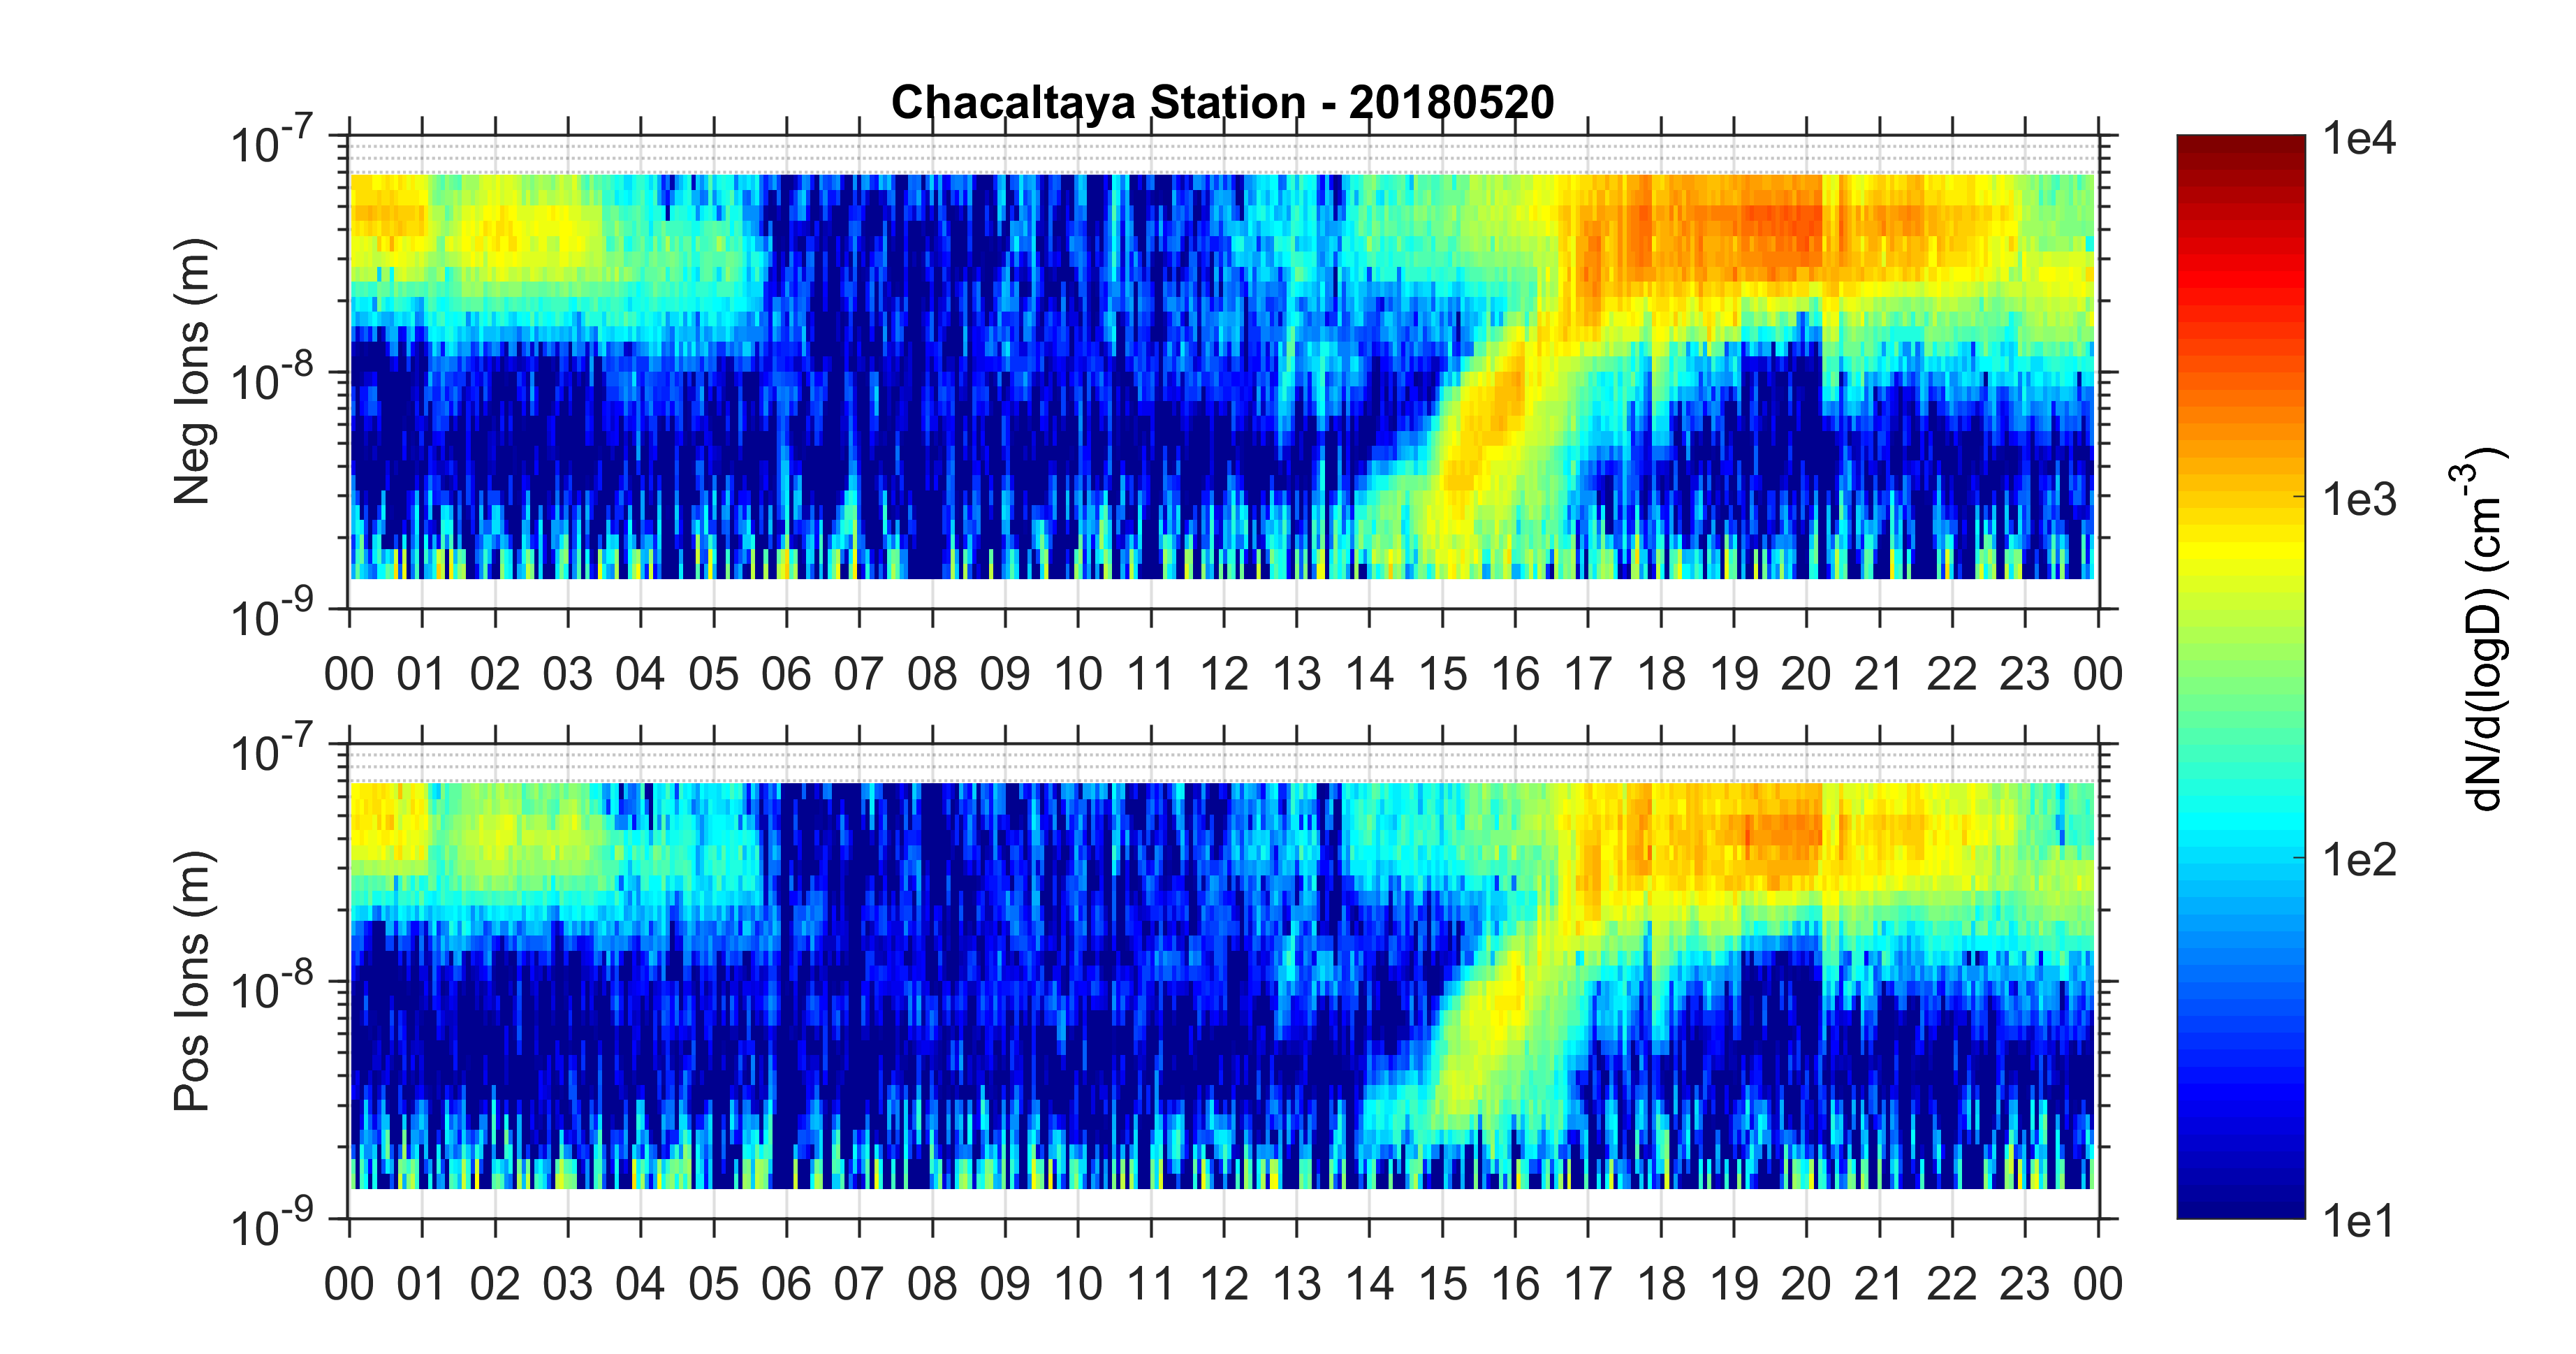 Chacaltaya Station - 20180520
10-7
10-8
10-9
Neg Ions (m)
00 01 02 03 04 05 06 07 08 09 10 11 12 13 14 15 16 17 18 19 20 21 22 23 00
10-7
10-8
10-9
Pos Ions (m)
00 01 02 03 04 05 06 07 08 09 10 11 12 13 14 15 16 17 18 19 20 21 22 23 00
1e4
1e3
1e2
1e1
dN/d(logD) (cm-3)